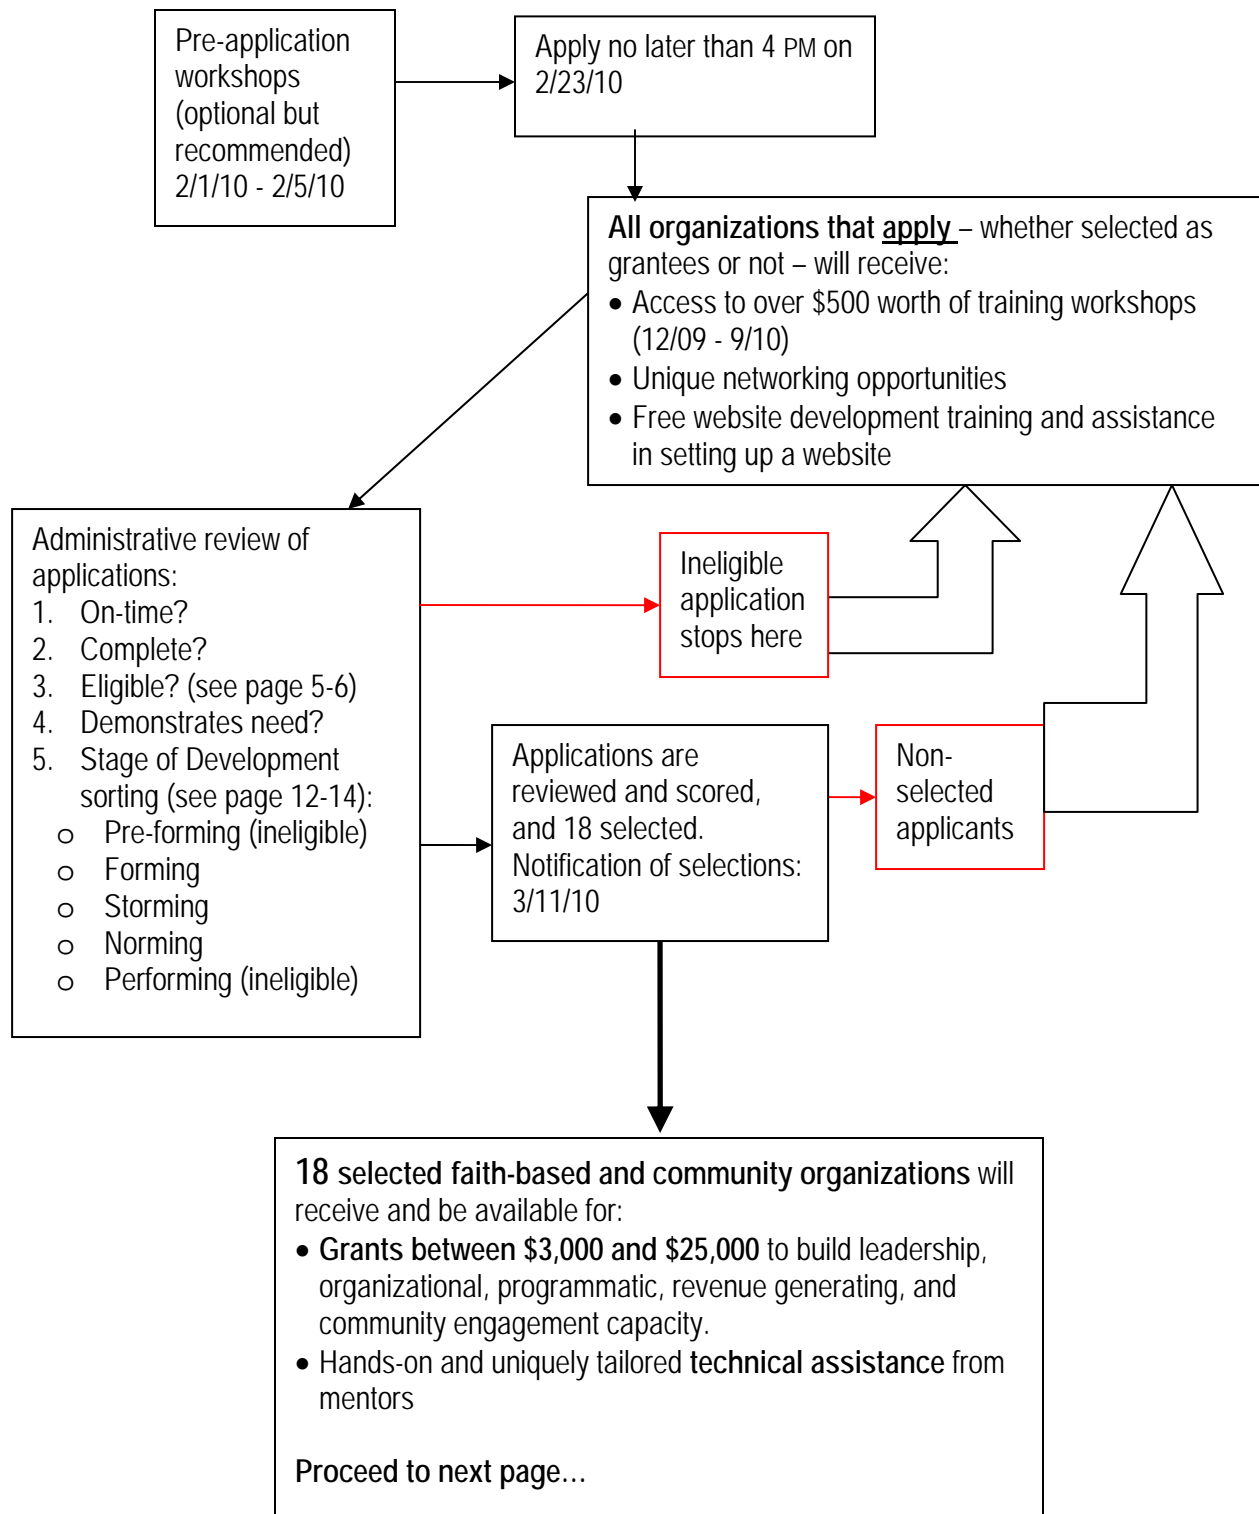 Pre-application
workshops
(optional but
recommended)
2/1/10 - 2/5/10
Apply no later than 4 PM on
2/23/10
All organizations that apply – whether selected as
grantees or not – will receive:
• Access to over $500 worth of training workshops
(12/09 - 9/10)
• Unique networking opportunities
• Free website development training and assistance
in setting up a website
Administrative review of
applications:
1. On-time?
2. Complete?
3. Eligible? (see page 5-6)
4. Demonstrates need?
5. Stage of Development
sorting (see page 12-14):
o Pre-forming (ineligible)
o Forming
o Storming
o Norming
o Performing (ineligible)
Ineligible
application
stops here
Applications are
reviewed and scored,
and 18 selected.
Notification of selections:
3/11/10
Non-
selected
applicants
18 selected faith-based and community organizations will
receive and be available for:
• Grants between $3,000 and $25,000 to build leadership,
organizational, programmatic, revenue generating, and
community engagement capacity.
• Hands-on and uniquely tailored technical assistance from
mentors
Proceed to next page…